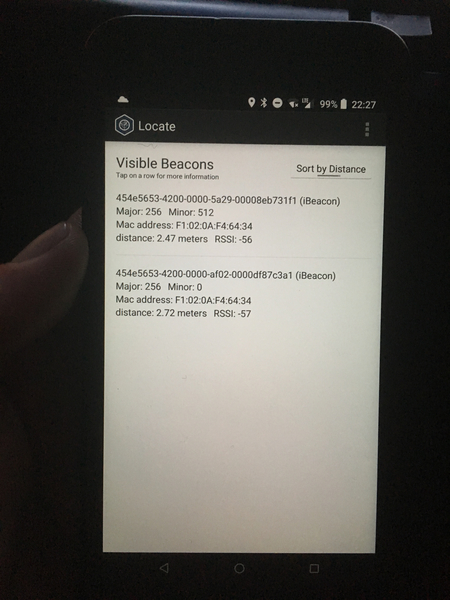 99% 22:27
Locate
Visible Beacons
Tap on a row for more information
Sort by Distance
454e5653-4200-0000-5a29-00008eb731f1 (iBeacon)
Major: 256 Minor: 512
Mac address: F1:02:0A:F4:64:34
distance: 2.47 meters RSSI: -56
454e5653-4200-0000-af02-0000df87c3a1 (iBeacon)
Major: 256 Minor: 0
Mac address: F1:02:0A:F4:64:34
distance: 2.72 meters RSSI: -57